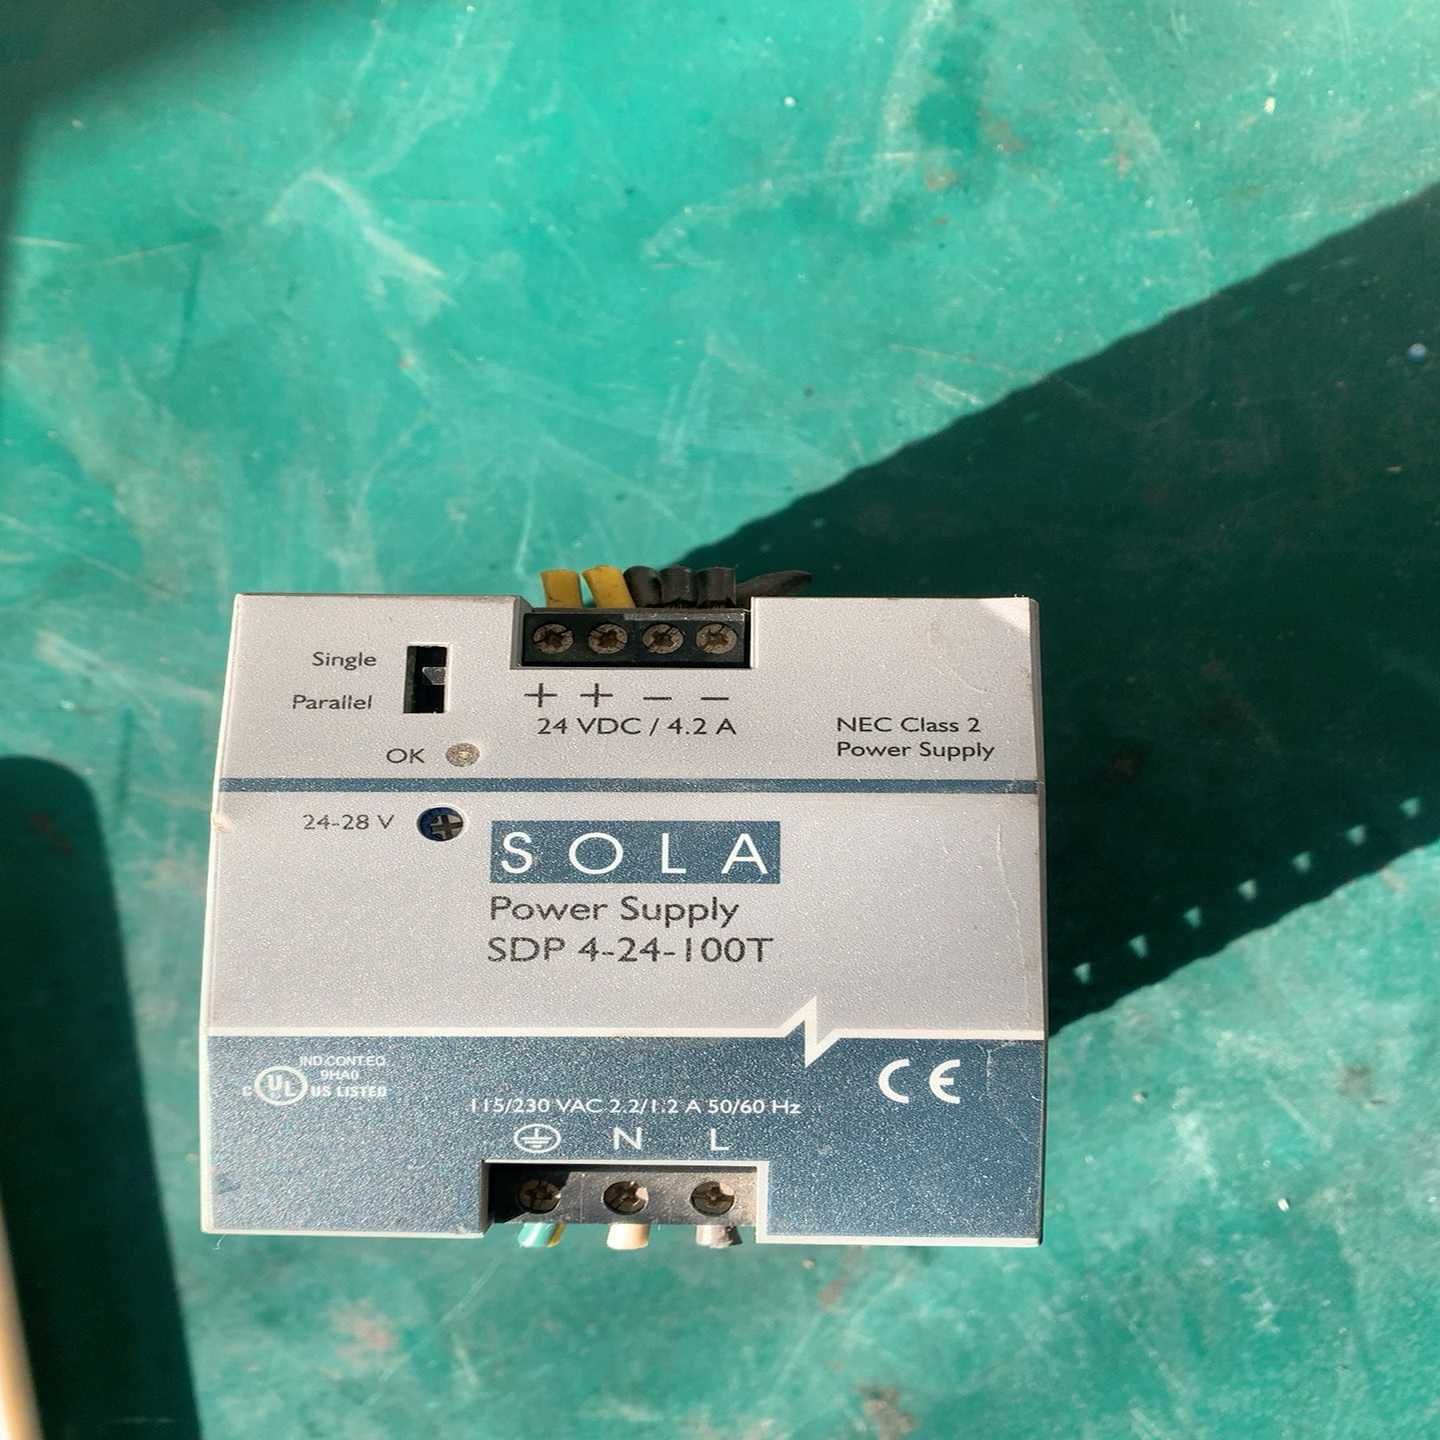 Single
Parallel
+ + − −
24 VDC / 4.2 A
NEC Class 2
Power Supply
OK
24-28 V
SOLA
Power Supply
SDP 4-24-100T
IND.CONT.EQ.
9HA0
C UL US LISTED
CE
115/230 VAC 2.2/1.2 A 50/60 Hz
N L